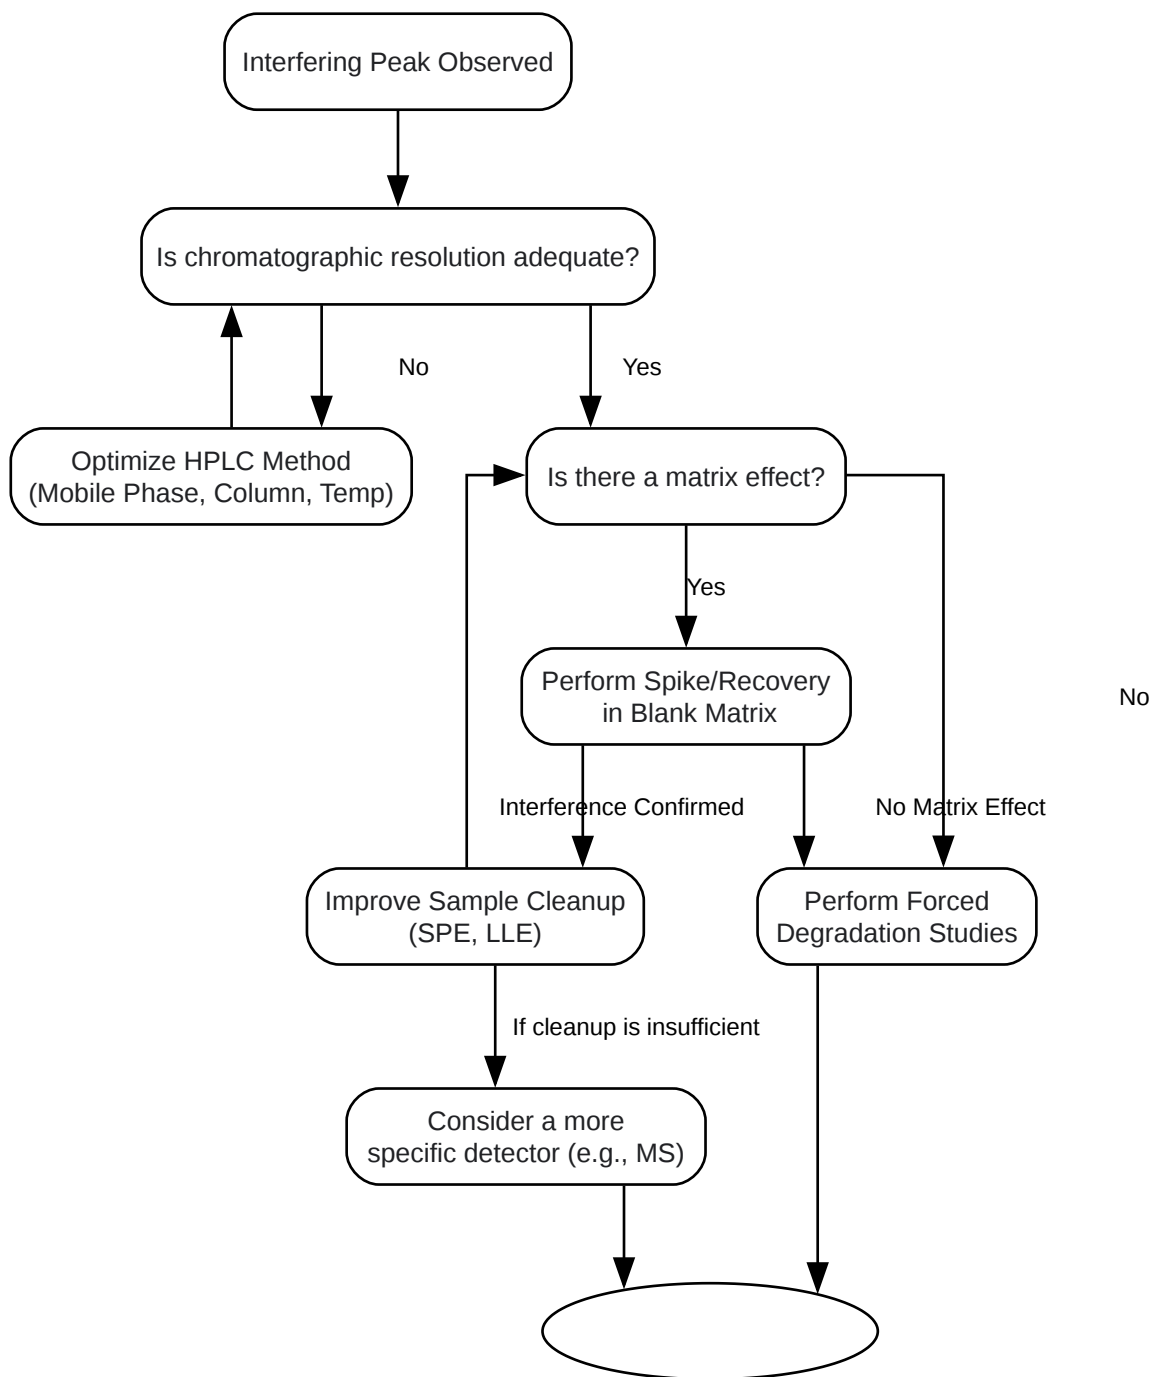 Interfering Peak Observed
Is chromatographic resolution adequate?
No
Yes
Optimize HPLC Method
(Mobile Phase, Column, Temp)
Is there a matrix effect?
Yes
Perform Spike/Recovery
in Blank Matrix
No
Interference Confirmed
No Matrix Effect
Improve Sample Cleanup
(SPE, LLE)
Perform Forced
Degradation Studies
If cleanup is insufficient
Consider a more
specific detector (e.g., MS)